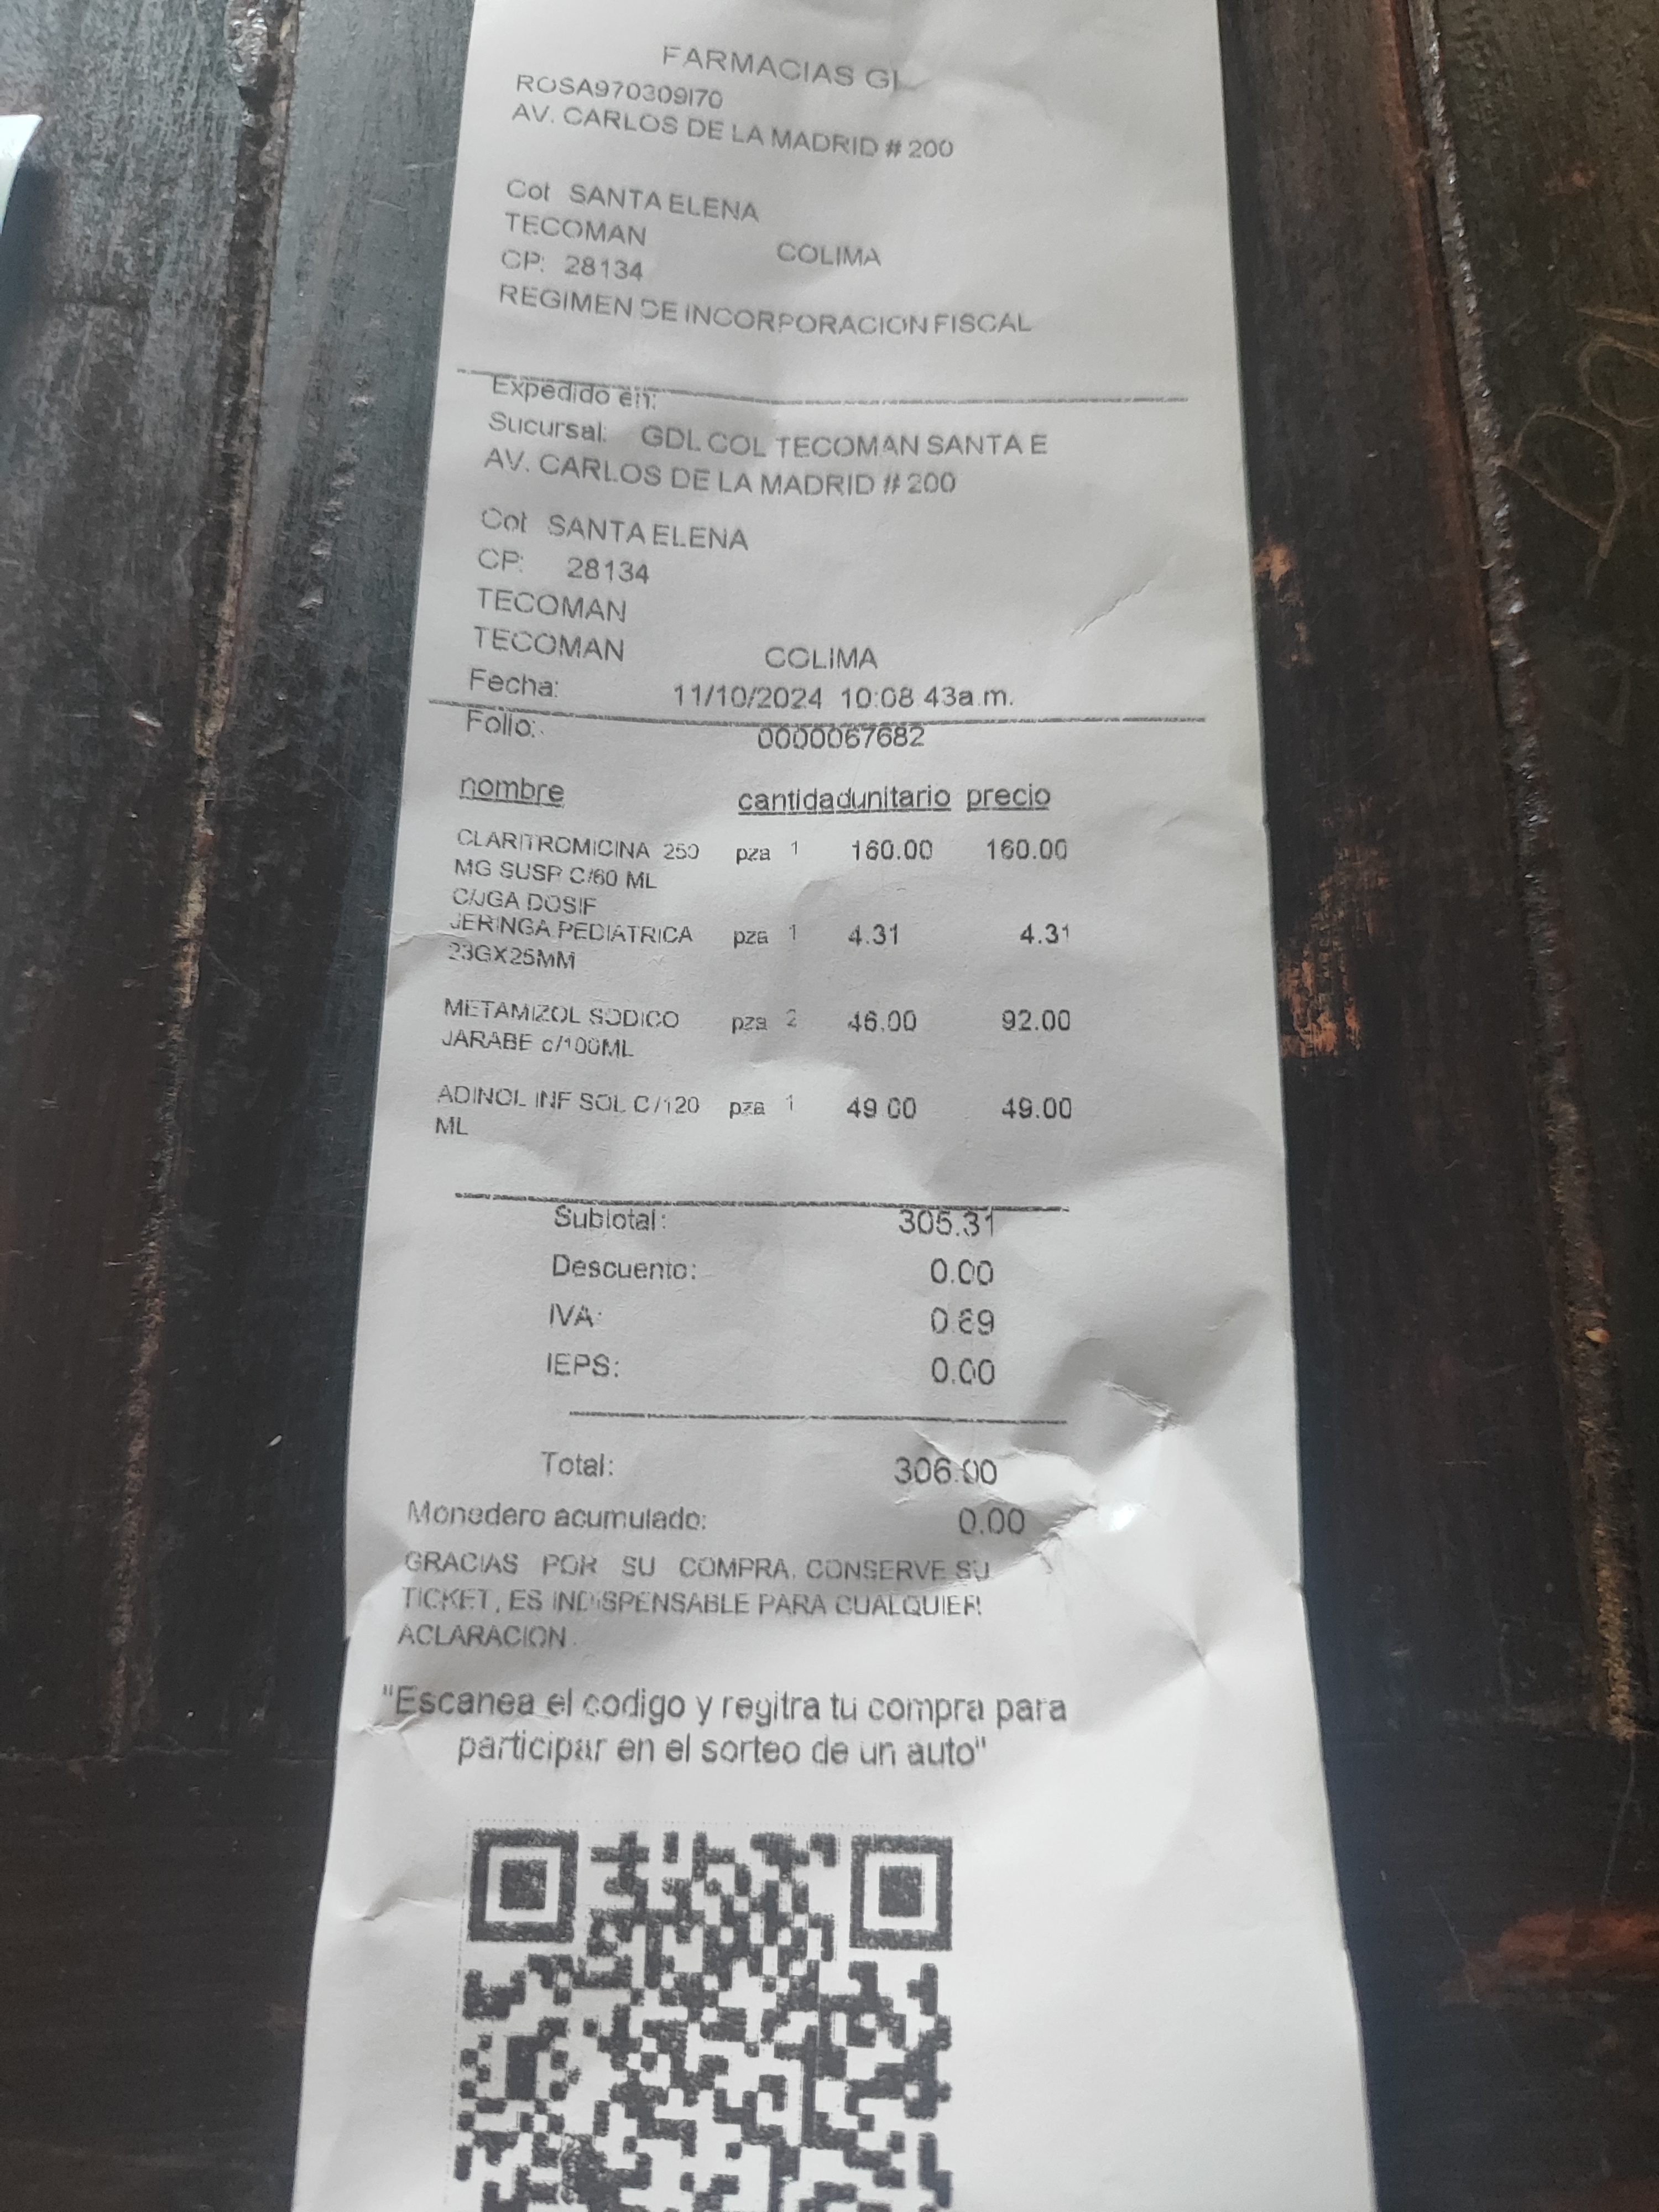 FARMACIAS GI
ROSA970309I70
AV. CARLOS DE LA MADRID # 200
Col: SANTA ELENA
TECOMAN COLIMA
CP: 28134
REGIMEN DE INCORPORACION FISCAL
Expedido en:
Sucursal: GDL COL TECOMAN SANTA E
AV. CARLOS DE LA MADRID # 200
Col: SANTA ELENA
CP: 28134
TECOMAN
TECOMAN COLIMA
Fecha: 11/10/2024 10:08:43a.m.
Folio: 0000067682
nombre cantidad unitario precio
CLARITROMICINA 250 pza 1 160.00 160.00
MG SUSP C/60 ML
C/JGA DOSIF
JERINGA PEDIATRICA pza 1 4.31 4.31
23GX25MM
METAMIZOL SODICO pza 2 46.00 92.00
JARABE c/100ML
ADINOL INF SOL C/120 pza 1 49.00 49.00
ML
Subtotal: 305.31
Descuento: 0.00
IVA: 0.69
IEPS: 0.00
Total: 306.00
Monedero acumulado: 0.00
GRACIAS POR SU COMPRA, CONSERVE SU
TICKET, ES INDISPENSABLE PARA CUALQUIER
ACLARACION.
"Escanea el codigo y regitra tu compra para
participar en el sorteo de un auto"